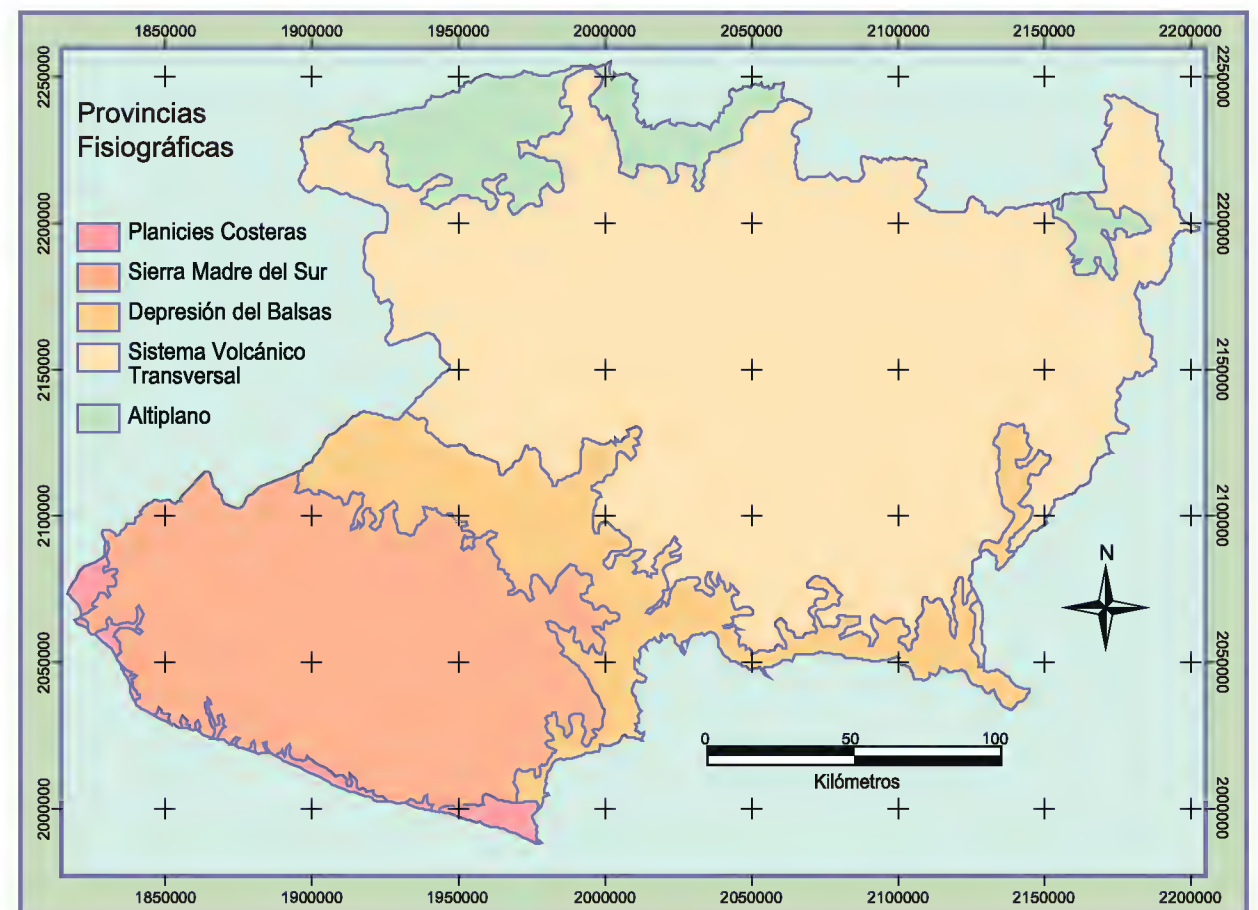 1850000 1900000 1950000 2000000 2050000 2100000 2150000 2200000
2250000 2250000
Provincias
Fisiográficas
2200000 2200000
Planicies Costeras
Sierra Madre del Sur
Depresión del Balsas
Sistema Volcánico
Transversal
2150000 2150000
Altiplano
2100000 2100000
N
2050000 2050000
0 50 100
Kilómetros
2000000 2000000
1850000 1900000 1950000 2000000 2050000 2100000 2150000 2200000